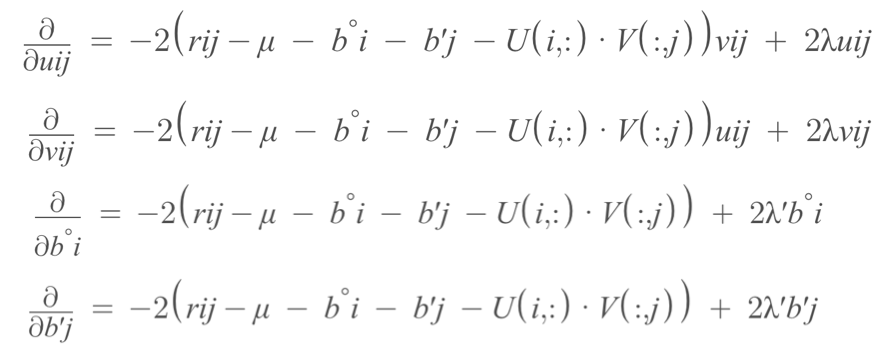 ∂/∂uij = −2(rij − μ − b°i − b′j − U(i,:) · V(:,j))vij + 2λuij
∂/∂vij = −2(rij − μ − b°i − b′j − U(i,:) · V(:,j))uij + 2λvij
∂/∂b°i = −2(rij − μ − b°i − b′j − U(i,:) · V(:,j)) + 2λ′b°i
∂/∂b′j = −2(rij − μ − b°i − b′j − U(i,:) · V(:,j)) + 2λ′b′j